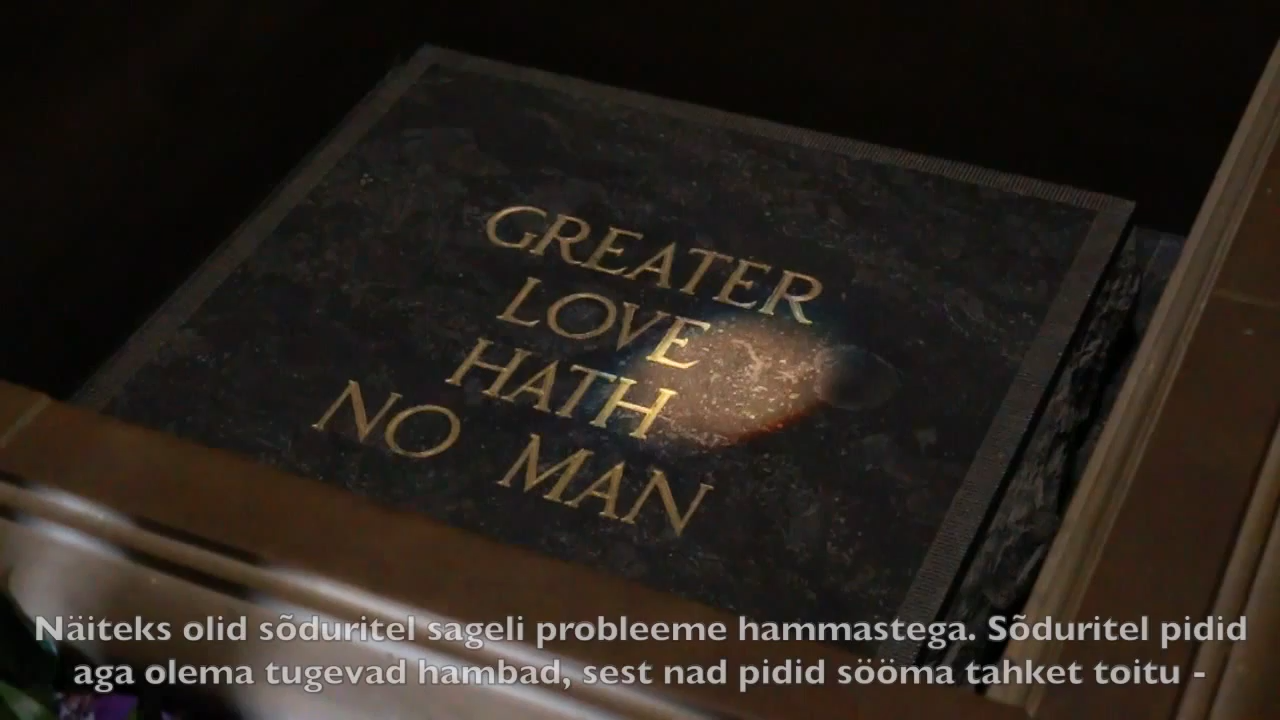 GREATER
LOVE
HATH
NO MAN
Näiteks olid sõduritel sageli probleeme hammastega. Sõduritel pidid
aga olema tugevad hambad, sest nad pidid sööma tahket toitu -